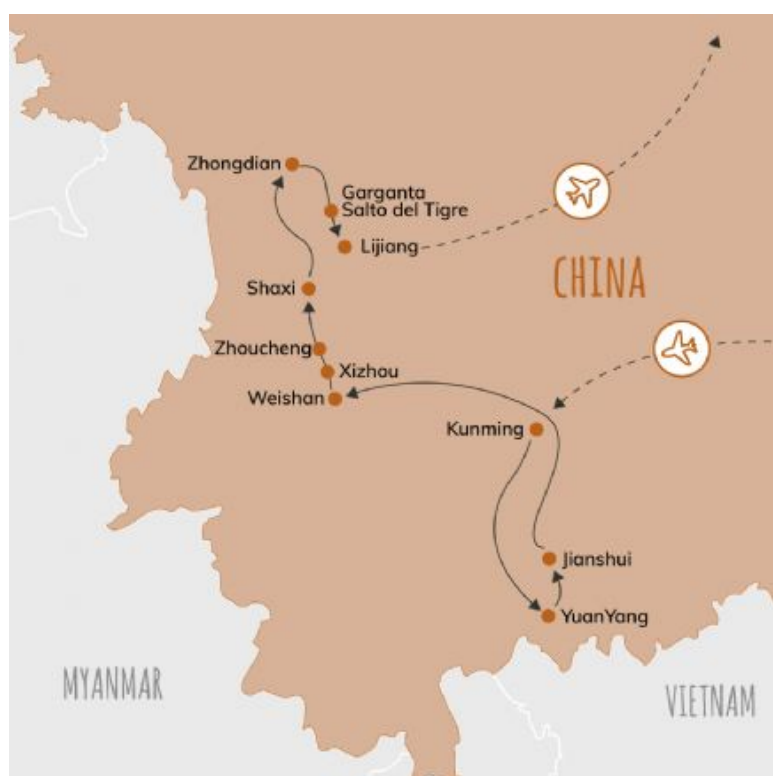 Zhongdian
Garganta
Salto del Tigre
Lijiang
CHINA
Shaxi
Zhoucheng
Xizhou
Weishan
Kunming
Jianshui
YuanYang
MYANMAR
VIETNAM